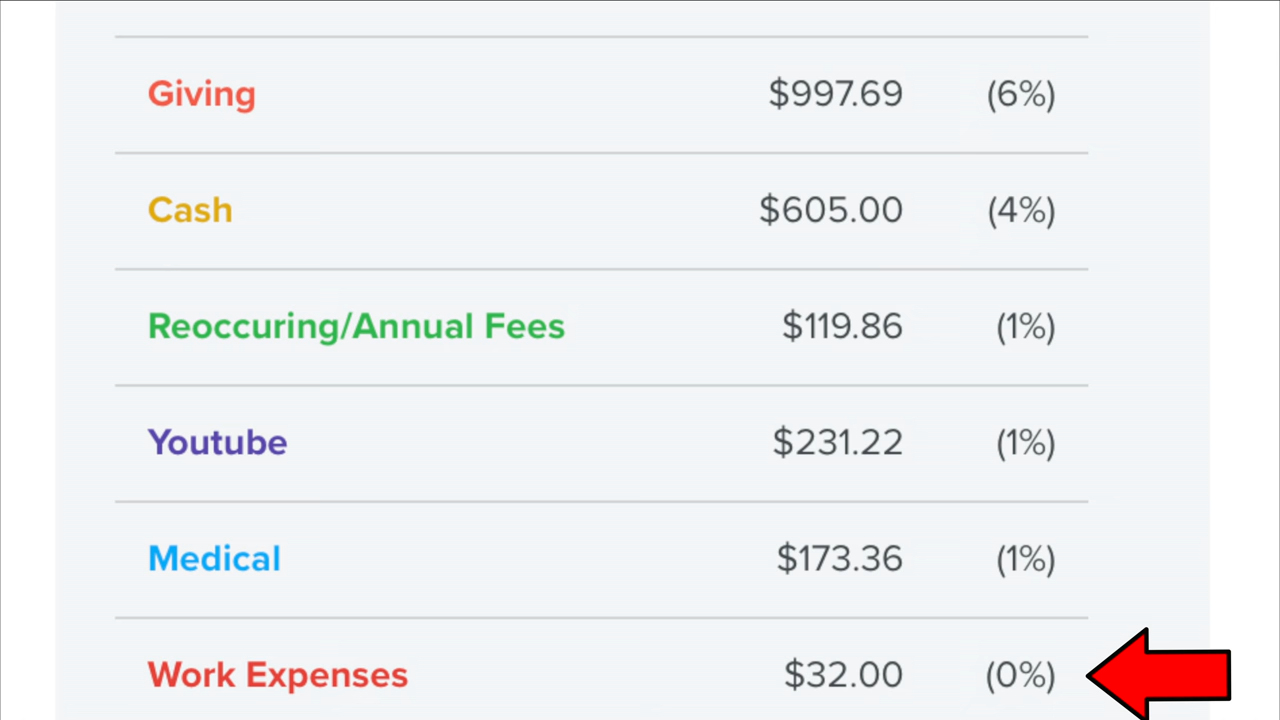 Giving $997.69 (6%)
Cash $605.00 (4%)
Reoccuring/Annual Fees $119.86 (1%)
Youtube $231.22 (1%)
Medical $173.36 (1%)
Work Expenses $32.00 (0%)